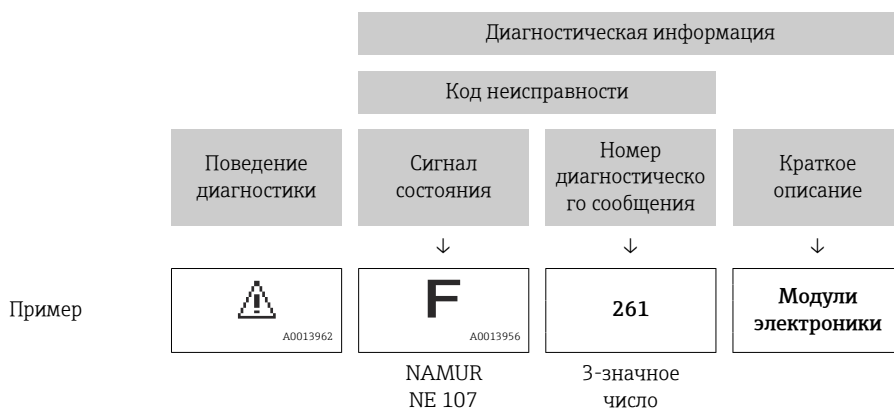 Диагностическая информация
Код неисправности
Поведение
диагностики
Сигнал
состояния
Номер
диагностическо
го сообщения
Краткое
описание
↓ ↓ ↓
Пример
A0013962
F
A0013956
261
Модули
электроники
NAMUR
NE 107
3-значное
число